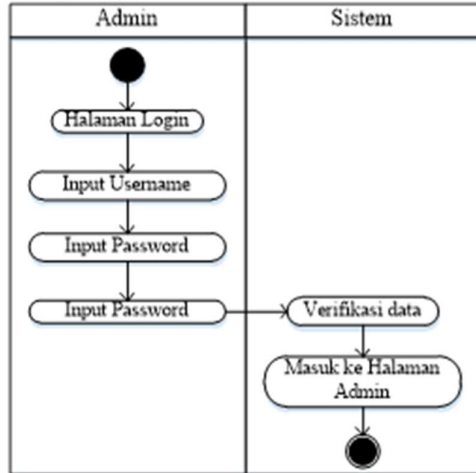 Admin
Sistem
Halaman Login
Input Username
Input Password
Input Password
Verifikasi data
Masuk ke Halaman
Admin